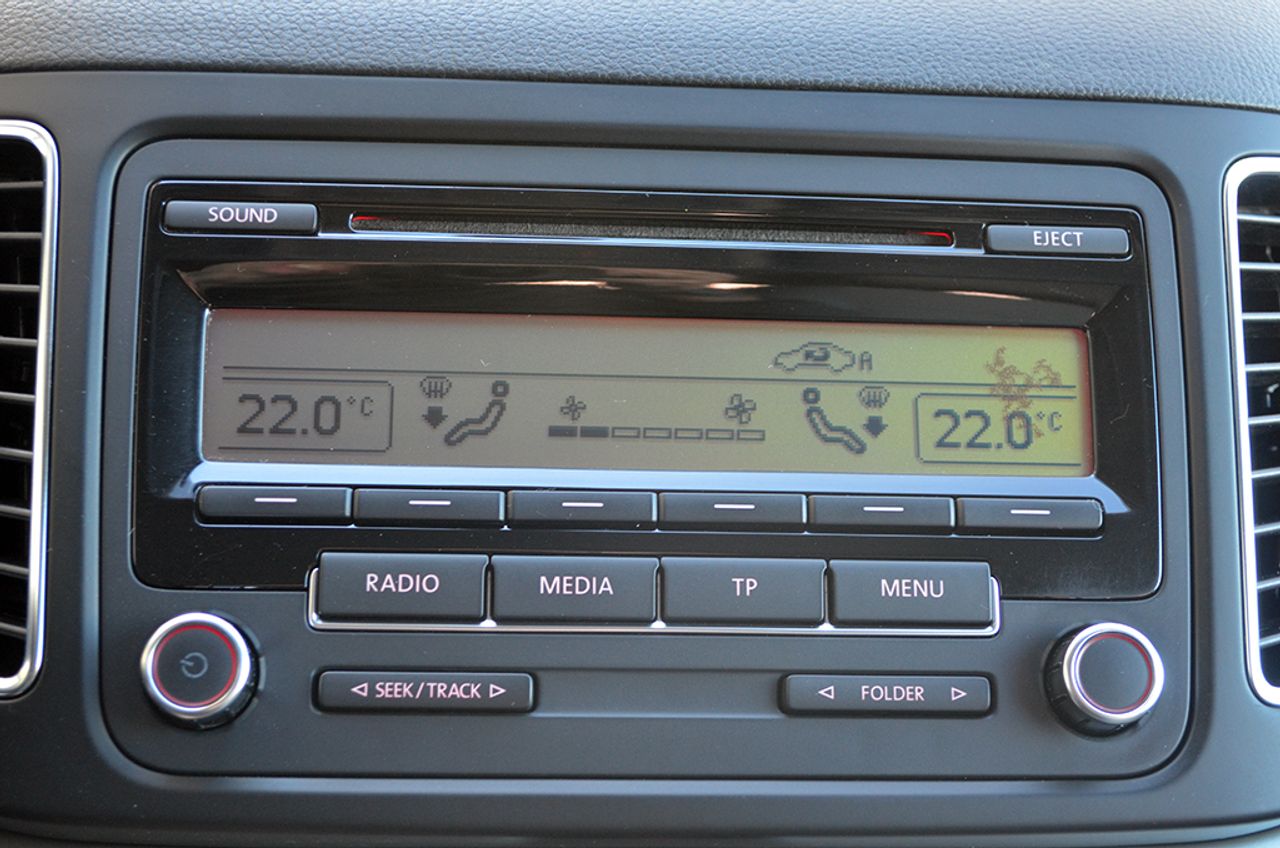 SOUND
EJECT
A
22.0°C
22.0°C
RADIO
MEDIA
TP
MENU
SEEK/TRACK
FOLDER